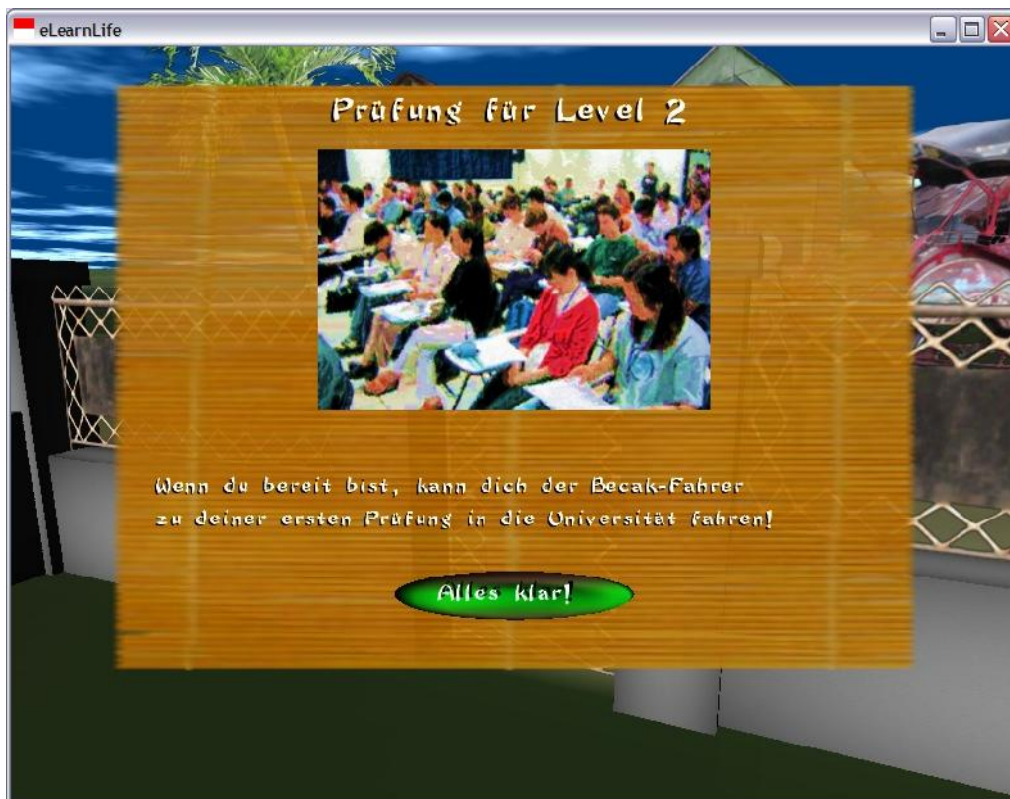 eLearnLife
Prüfung für Level 2
Wenn du bereit bist, kann dich der Becak-Fahrer
zu deiner ersten Prüfung in die Universität fahren!
Alles klar!